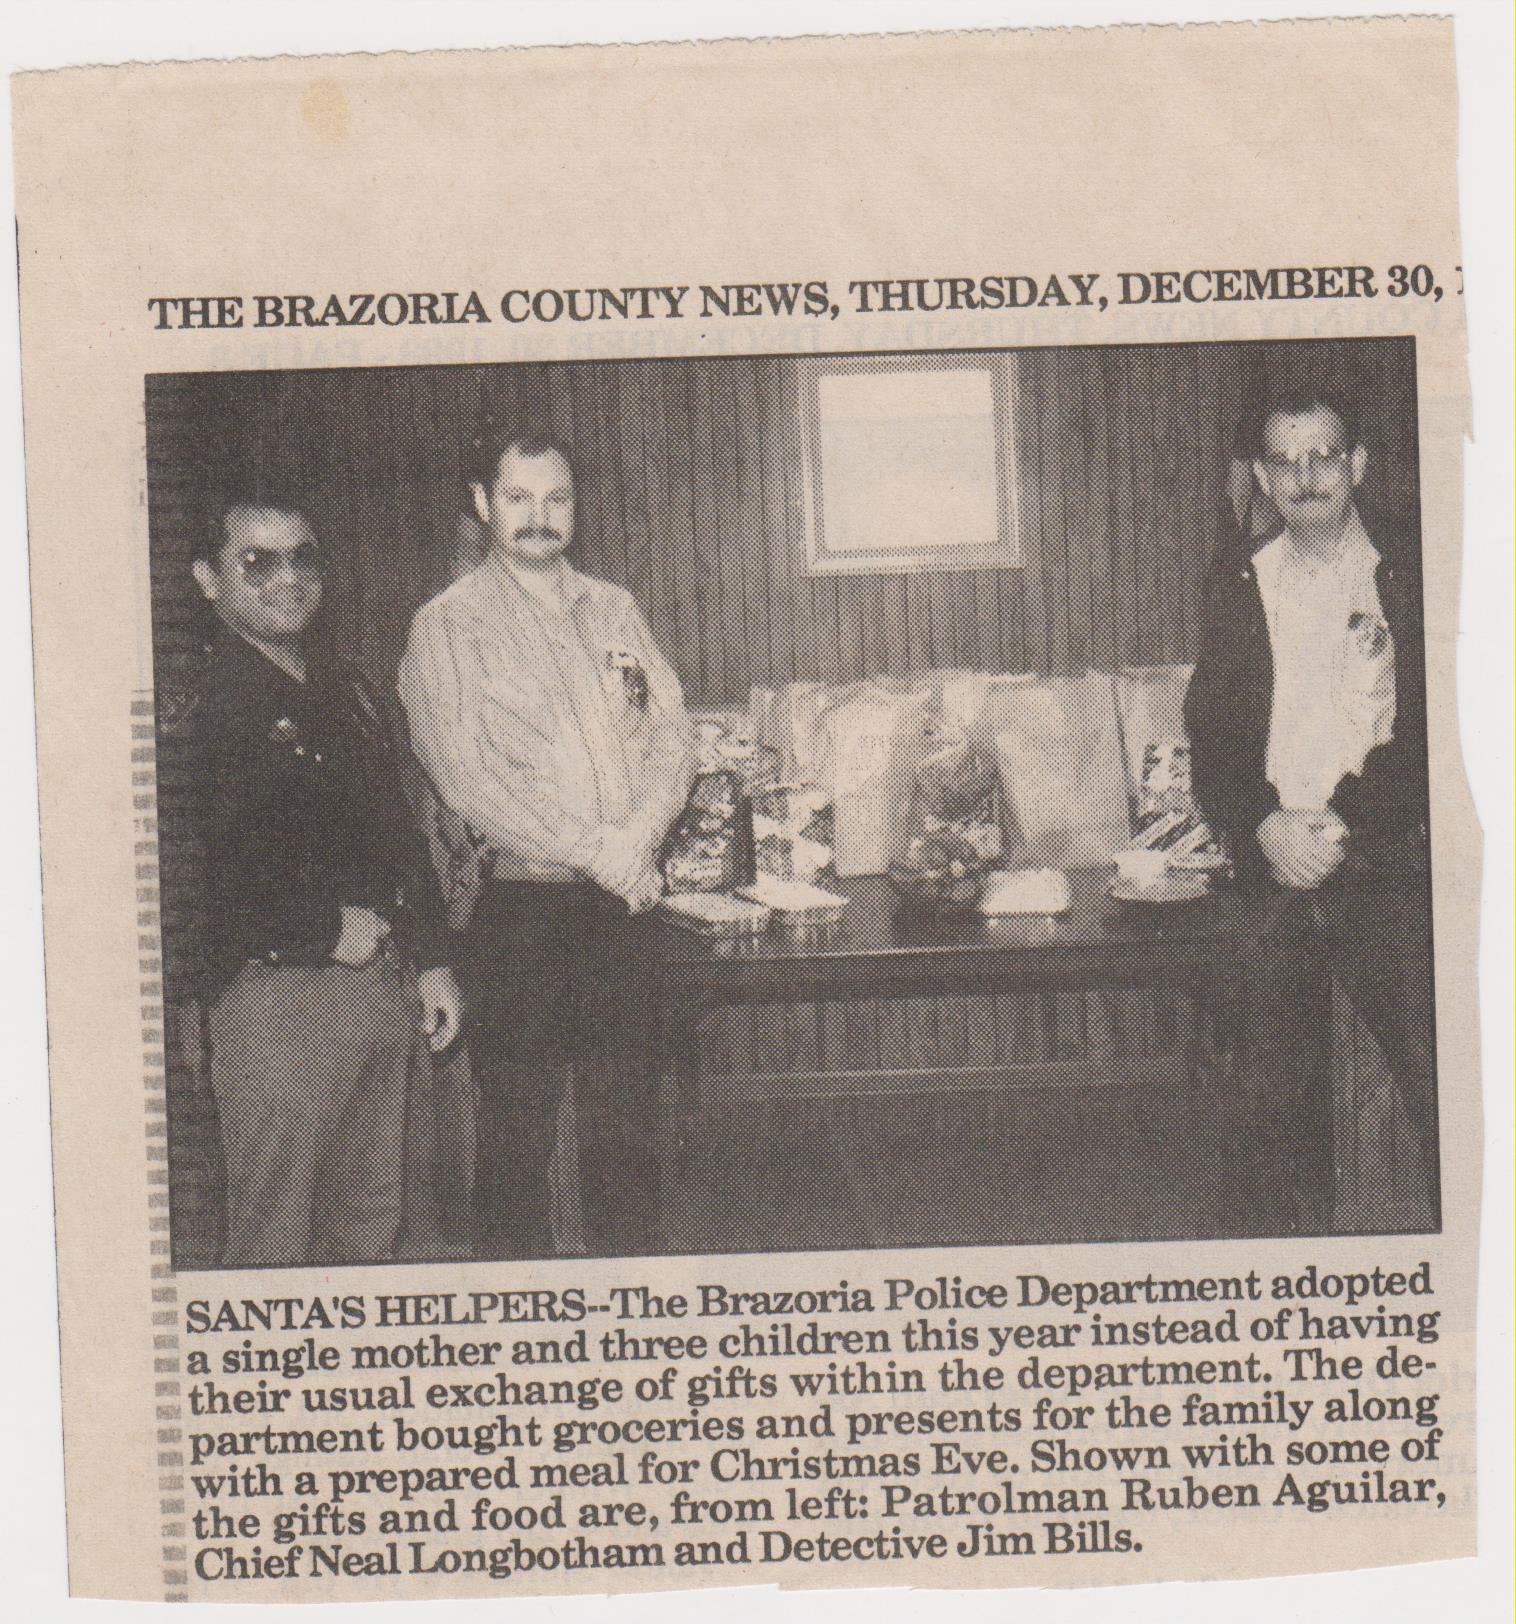 THE BRAZORIA COUNTY NEWS, THURSDAY, DECEMBER 30,
SANTA'S HELPERS--The Brazoria Police Department adopted
a single mother and three children this year instead of having
their usual exchange of gifts within the department. The de-
partment bought groceries and presents for the family along
with a prepared meal for Christmas Eve. Shown with some of
the gifts and food are, from left: Patrolman Ruben Aguilar,
Chief Neal Longbotham and Detective Jim Bills.